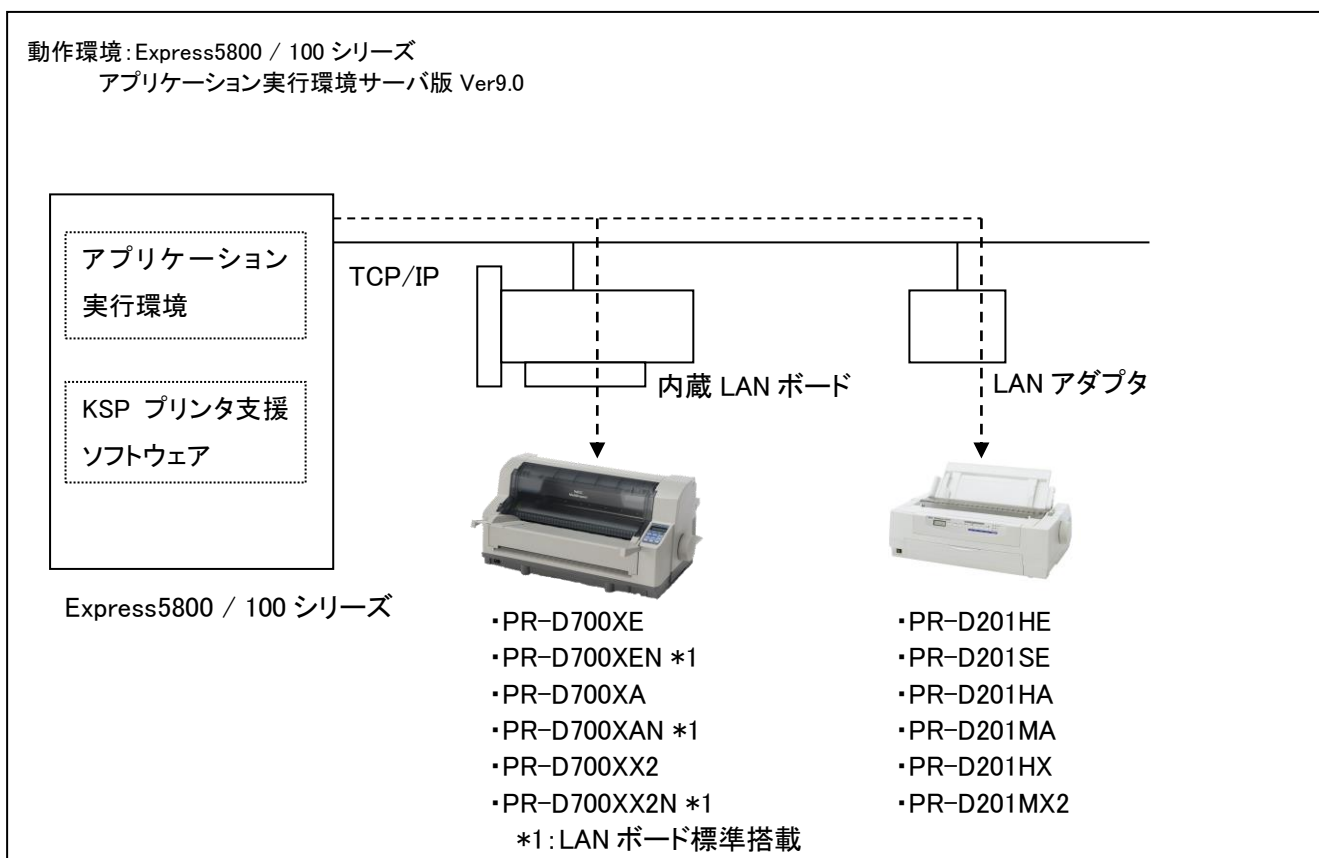 動作環境：Express5800 / 100 シリーズ
アプリケーション実行環境サーバ版 Ver9.0
アプリケーション
実行環境
TCP/IP
KSP プリンタ支援
ソフトウェア
内蔵 LAN ボード
LAN アダプタ
Express5800 / 100 シリーズ
・PR-D700XE
・PR-D700XEN *1
・PR-D700XA
・PR-D700XAN *1
・PR-D700XX2
・PR-D700XX2N *1
*1：LAN ボード標準搭載
・PR-D201HE
・PR-D201SE
・PR-D201HA
・PR-D201MA
・PR-D201HX
・PR-D201MX2